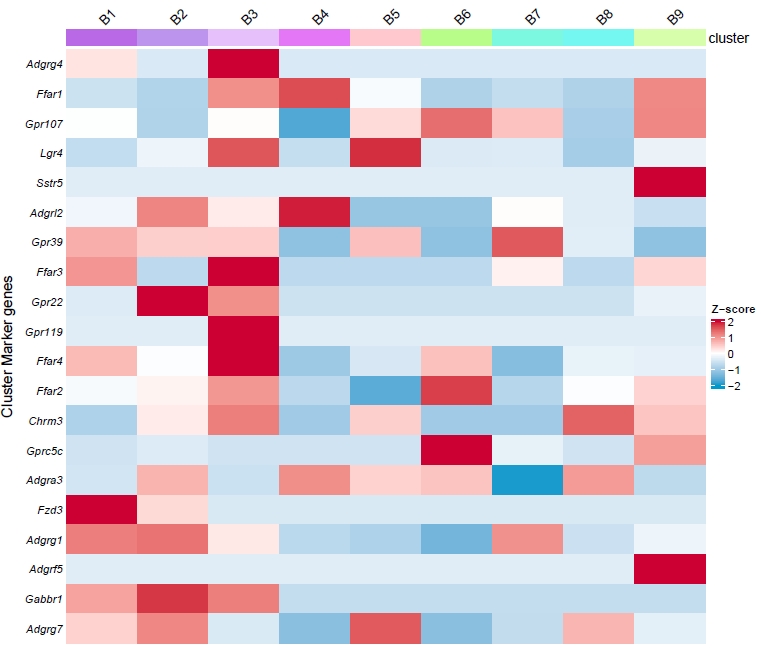 B1 B2 B3 B4 B5 B6 B7 B8 B9
cluster
Adgrg4
Ffar1
Gpr107
Lgr4
Sstr5
Adgrl2
Gpr39
Ffar3
Gpr22
Gpr119
Ffar4
Ffar2
Chrm3
Gprc5c
Adgra3
Fzd3
Adgrg1
Adgrf5
Gabbr1
Adgrg7
Cluster Marker genes
Z-score
2
1
0
−1
−2